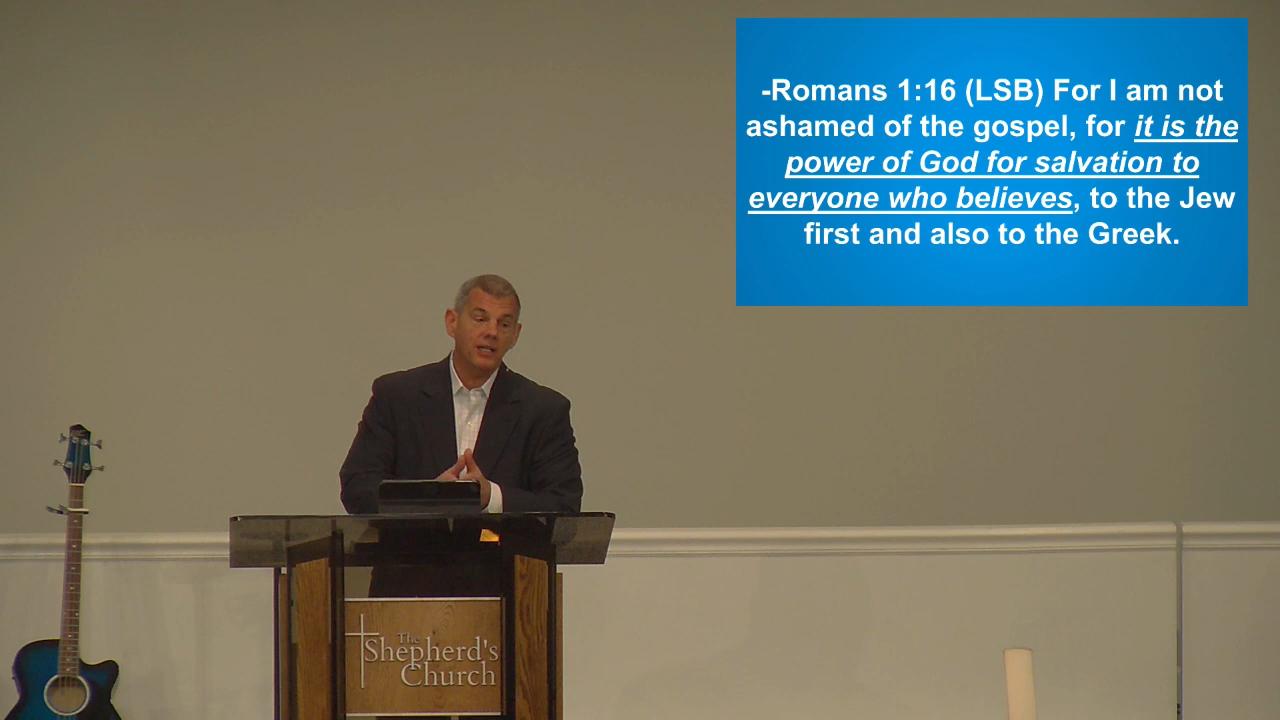 -Romans 1:16 (LSB) For I am not
ashamed of the gospel, for it is the
power of God for salvation to
everyone who believes, to the Jew
first and also to the Greek.
The
Shepherd's
Church